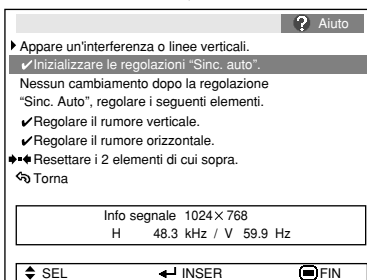 ? Aiuto
Appare un'interferenza o linee verticali.
✔Inizializzare le regolazioni “Sinc. auto”.
Nessun cambiamento dopo la regolazione
“Sinc. Auto”, regolare i seguenti elementi.
✔Regolare il rumore verticale.
✔Regolare il rumore orizzontale.
Resettare i 2 elementi di cui sopra.
Torna
Info segnale 1024×768
H 48.3 kHz / V 59.9 Hz
SEL INSER FIN